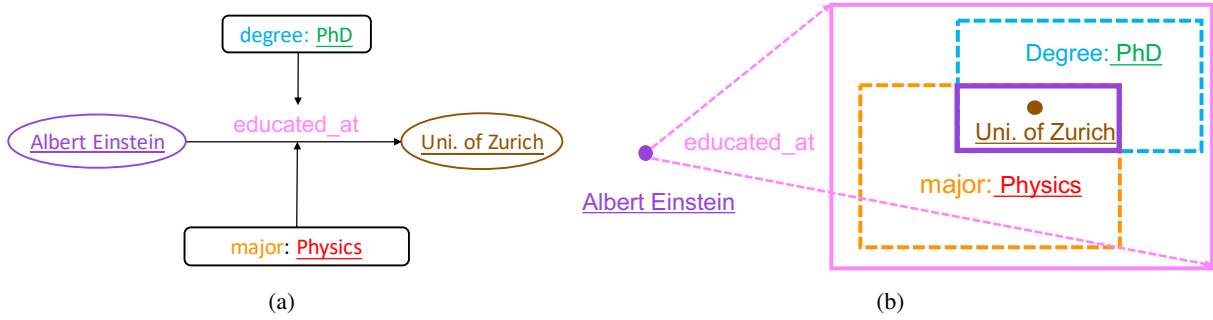 degree: PhD
educated_at
Albert Einstein
Uni. of Zurich
major: Physics
(a)
Degree: PhD
Uni. of Zurich
educated_at
major: Physics
Albert Einstein
(b)